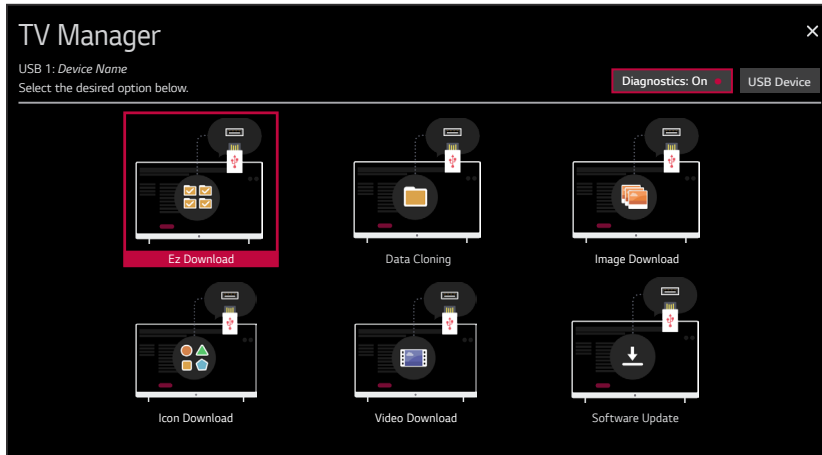 TV Manager
USB 1: Device Name
Select the desired option below.
Diagnostics: On
USB Device
Ez Download
Data Cloning
Image Download
Icon Download
Video Download
Software Update